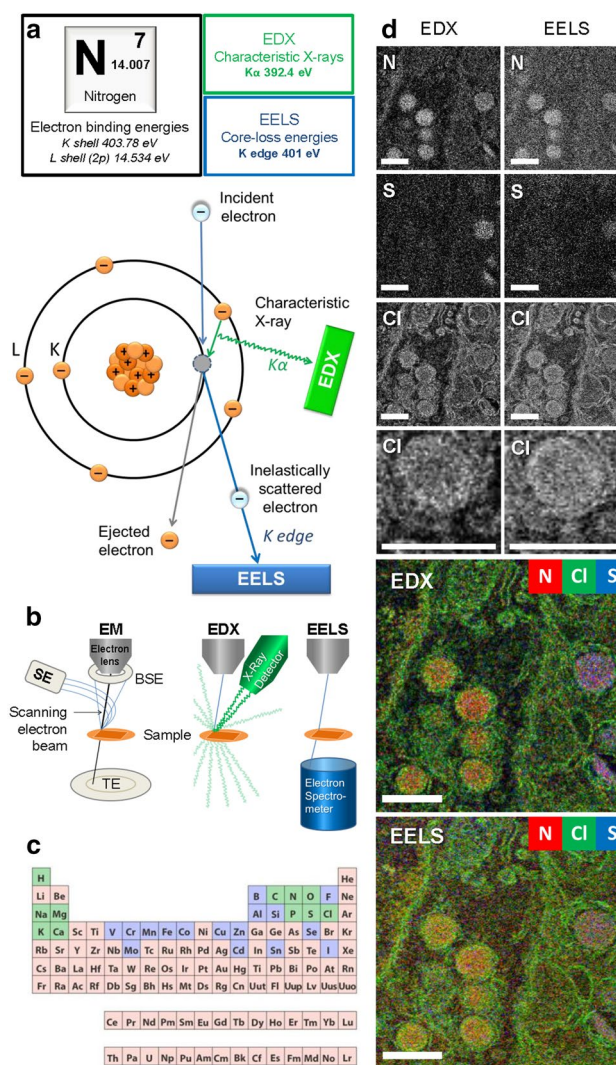 a
N
7
14.007
Nitrogen
Electron binding energies
K shell 403.78 eV
L shell (2p) 14.534 eV
EDX
Characteristic X-rays
Kα 392.4 eV
EELS
Core-loss energies
K edge 401 eV
Incident
electron
Characteristic
X-ray
L
K
Kα
EDX
Inelastically
scattered
electron
Ejected
electron
K edge
EELS
b
EM
Electron
lens
SE
BSE
Scanning
electron
beam
TE
EDX
X-Ray
Detector
Sample
EELS
Electron
Spectro-
meter
c
H He
Li Be B C N O F Ne
Na Mg Al Si P S Cl Ar
K Ca Sc Ti V Cr Mn Fe Co Ni Cu Zn Ga Ge As Se Br Kr
Rb Sr Y Zr Nb Mo Tc Ru Rh Pd Ag Cd In Sn Sb Te I Xe
Cs Ba La Hf Ta W Re Os Ir Pt Au Hg Ti Pb Bi Po At Rn
Fr Ra Ac Rf Db Sg Bh Hs Mt Ds Rg Cn Uut Fl Uup Lv Uus Uuo
Ce Pr Nd Pm Sm Eu Gd Tb Dy Ho Er Tm Yb Lu
Th Pa U Np Pu Am Cm Bk Cf Es Fm Md No Lr
d
EDX EELS
N N
S S
Cl Cl
Cl Cl
EDX N Cl S
EELS N Cl S